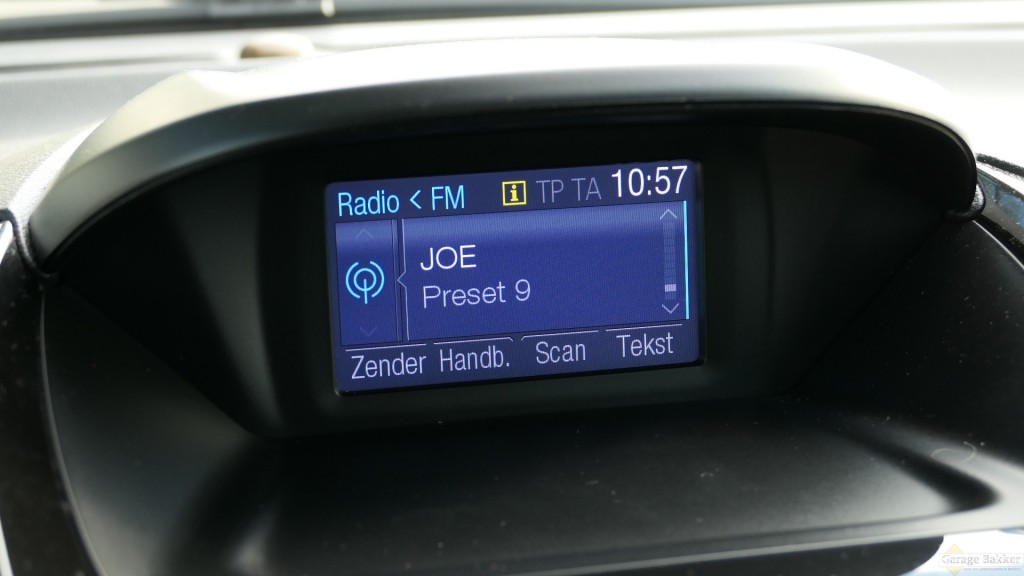 Radio < FM i TP TA 10:57
JOE
Preset 9
Zender Handb. Scan Tekst
Garage Bakker